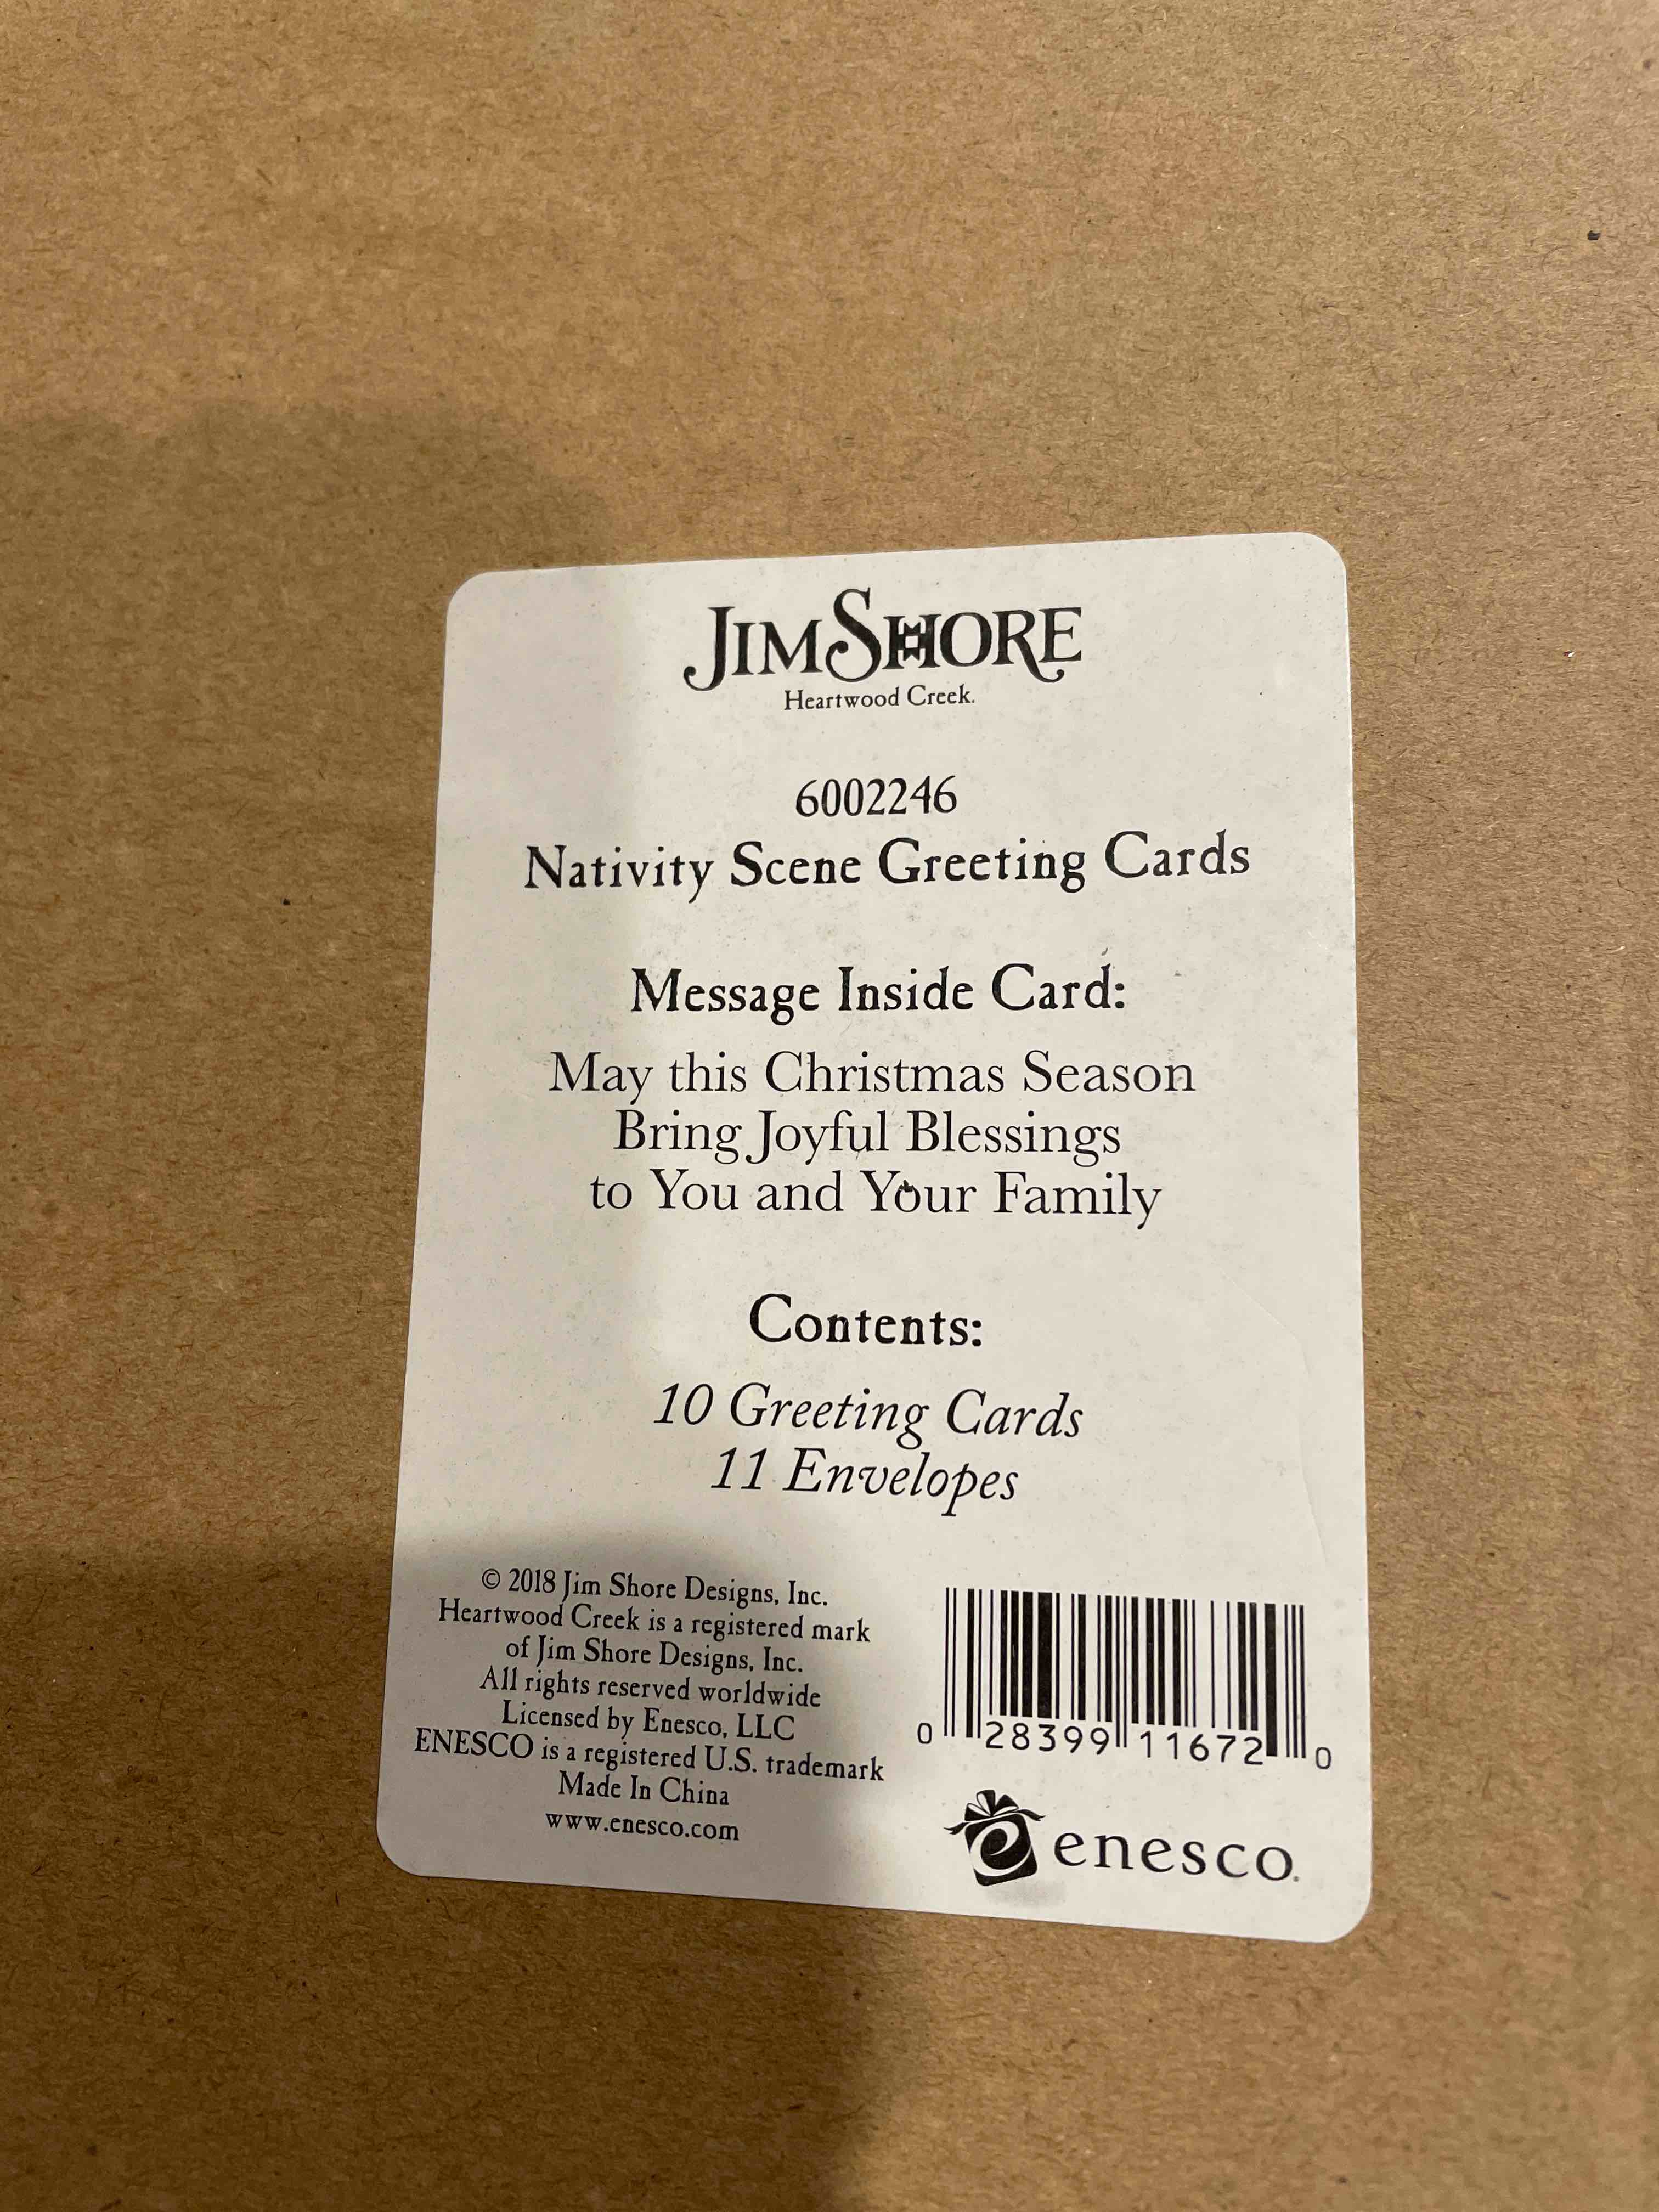 JIM SHORE
Heartwood Creek.
6002246
Nativity Scene Greeting Cards
Message Inside Card:
May this Christmas Season
Bring Joyful Blessings
to You and Your Family
Contents:
10 Greeting Cards
11 Envelopes
© 2018 Jim Shore Designs, Inc.
Heartwood Creek is a registered mark
of Jim Shore Designs, Inc.
All rights reserved worldwide
Licensed by Enesco, LLC
ENESCO is a registered U.S. trademark
Made In China
www.enesco.com
0 28399 11672 0
enesco.